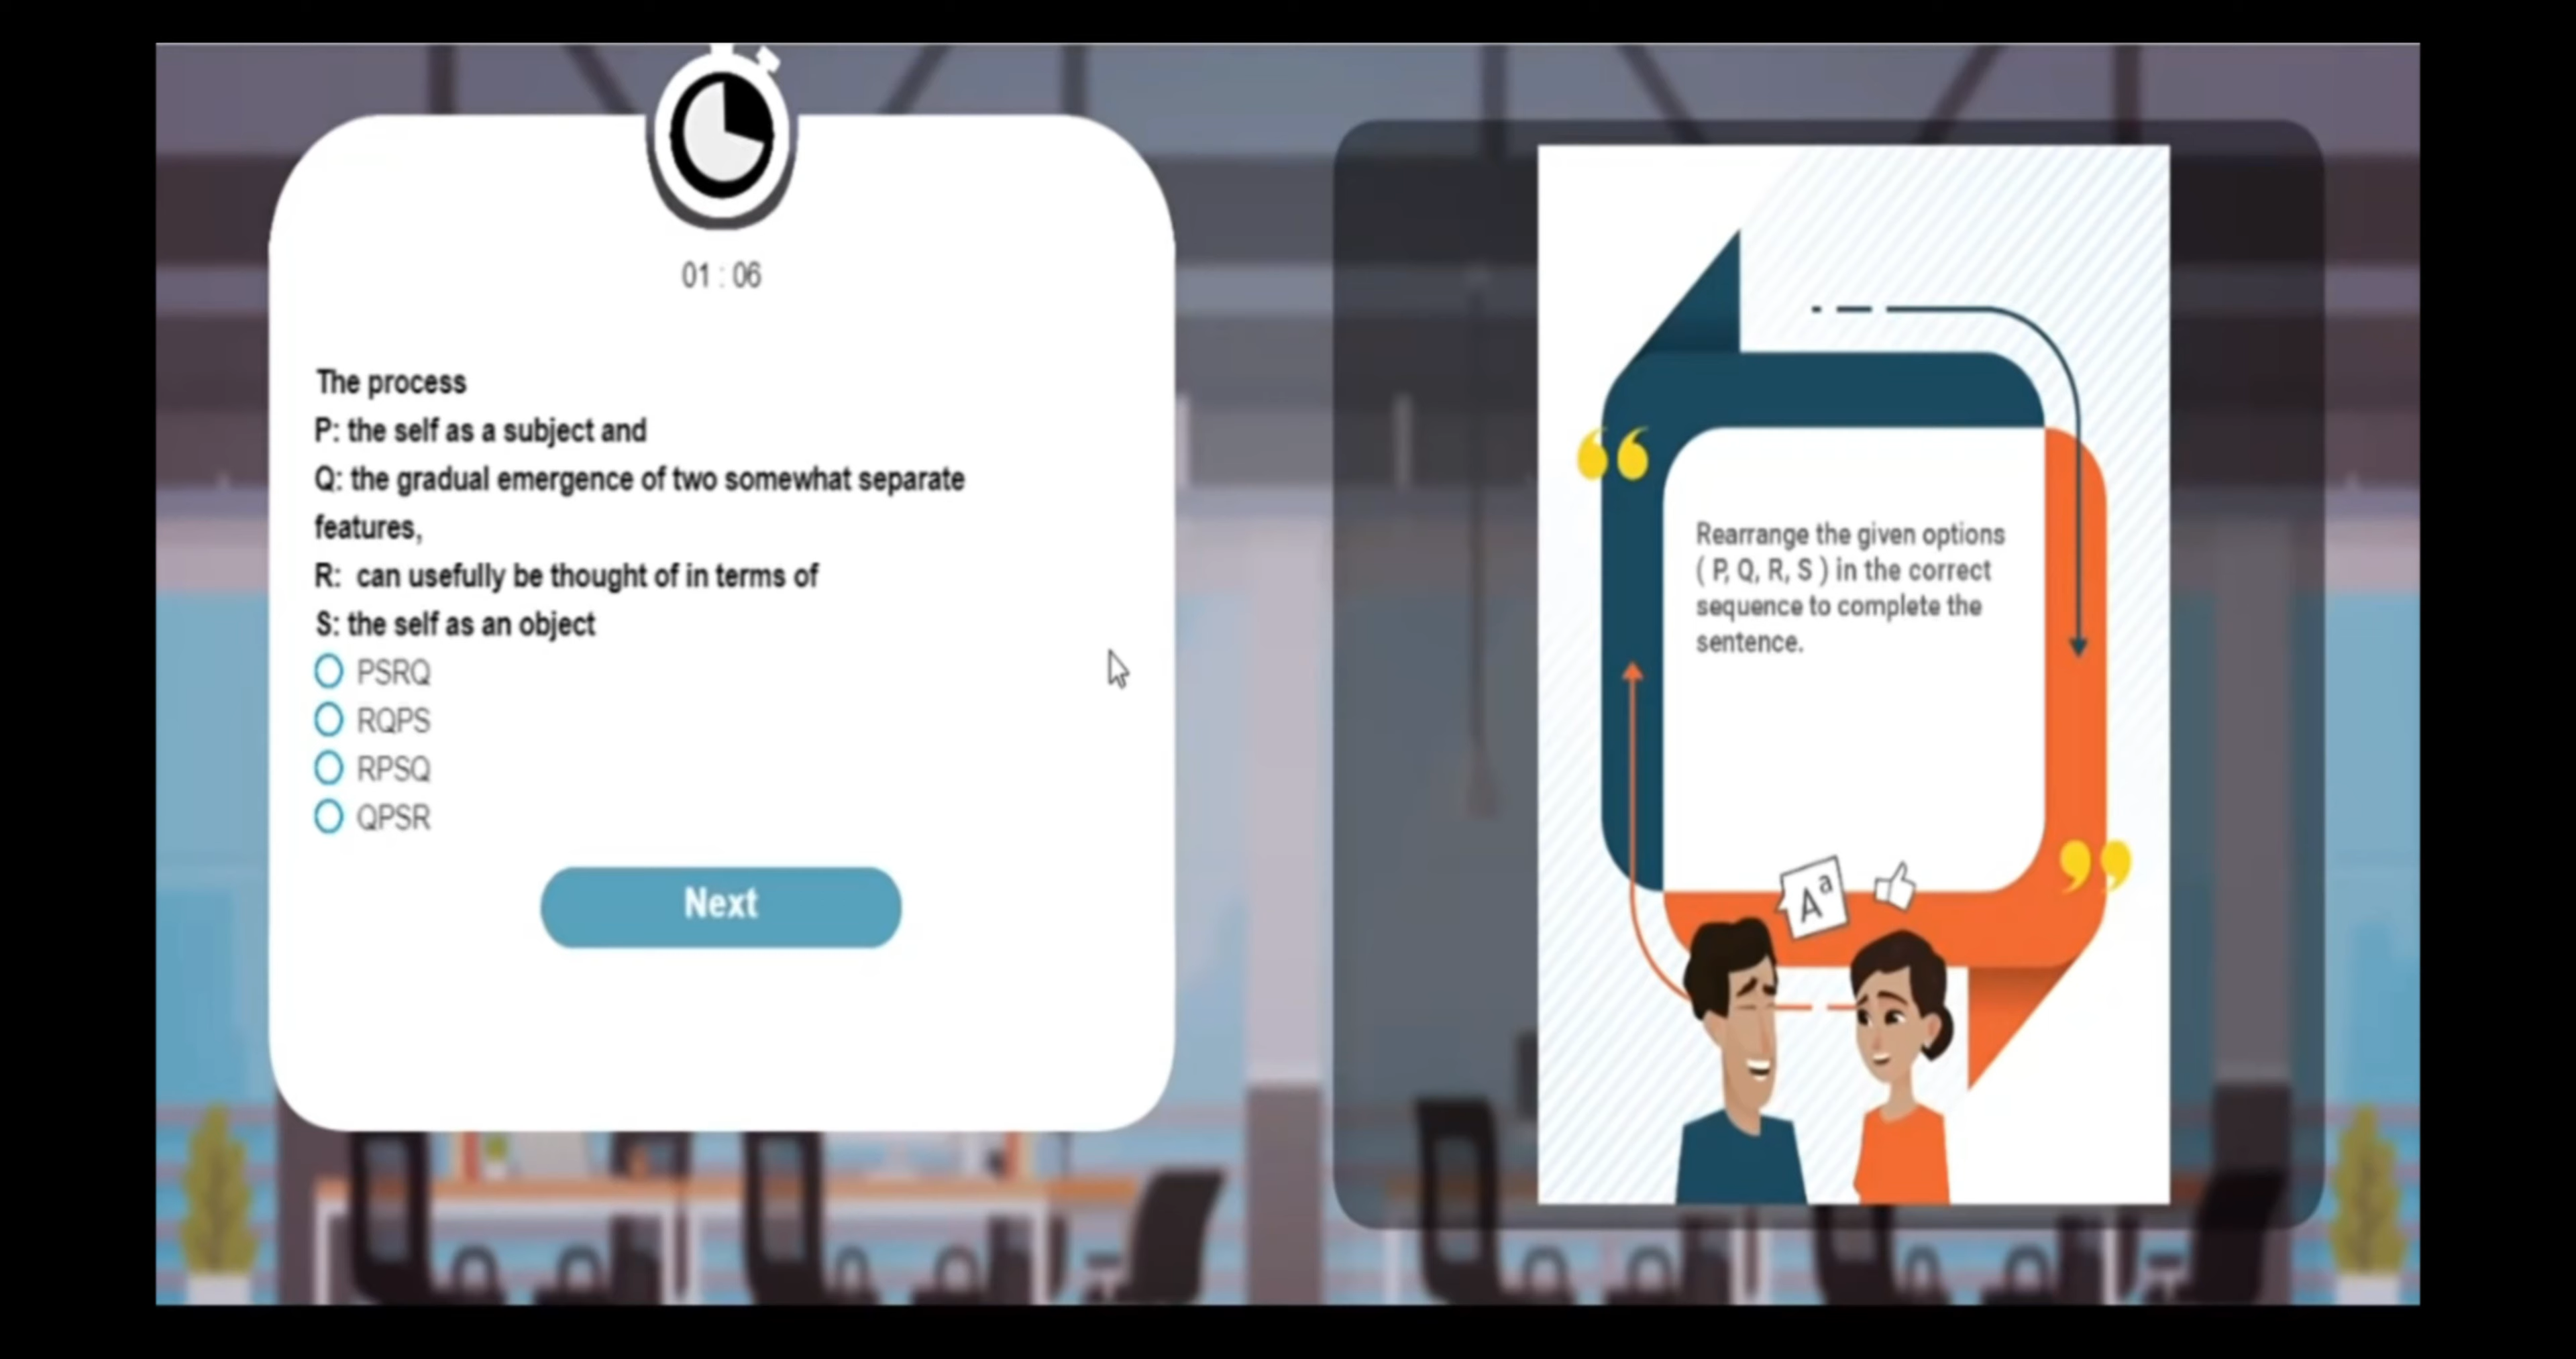 01 : 06
The process
P: the self as a subject and
Q: the gradual emergence of two somewhat separate
features,
R: can usefully be thought of in terms of
S: the self as an object
PSRQ
RQPS
RPSQ
QPSR
Next
“
Rearrange the given options
( P, Q, R, S ) in the correct
sequence to complete the
sentence.
”
Aa